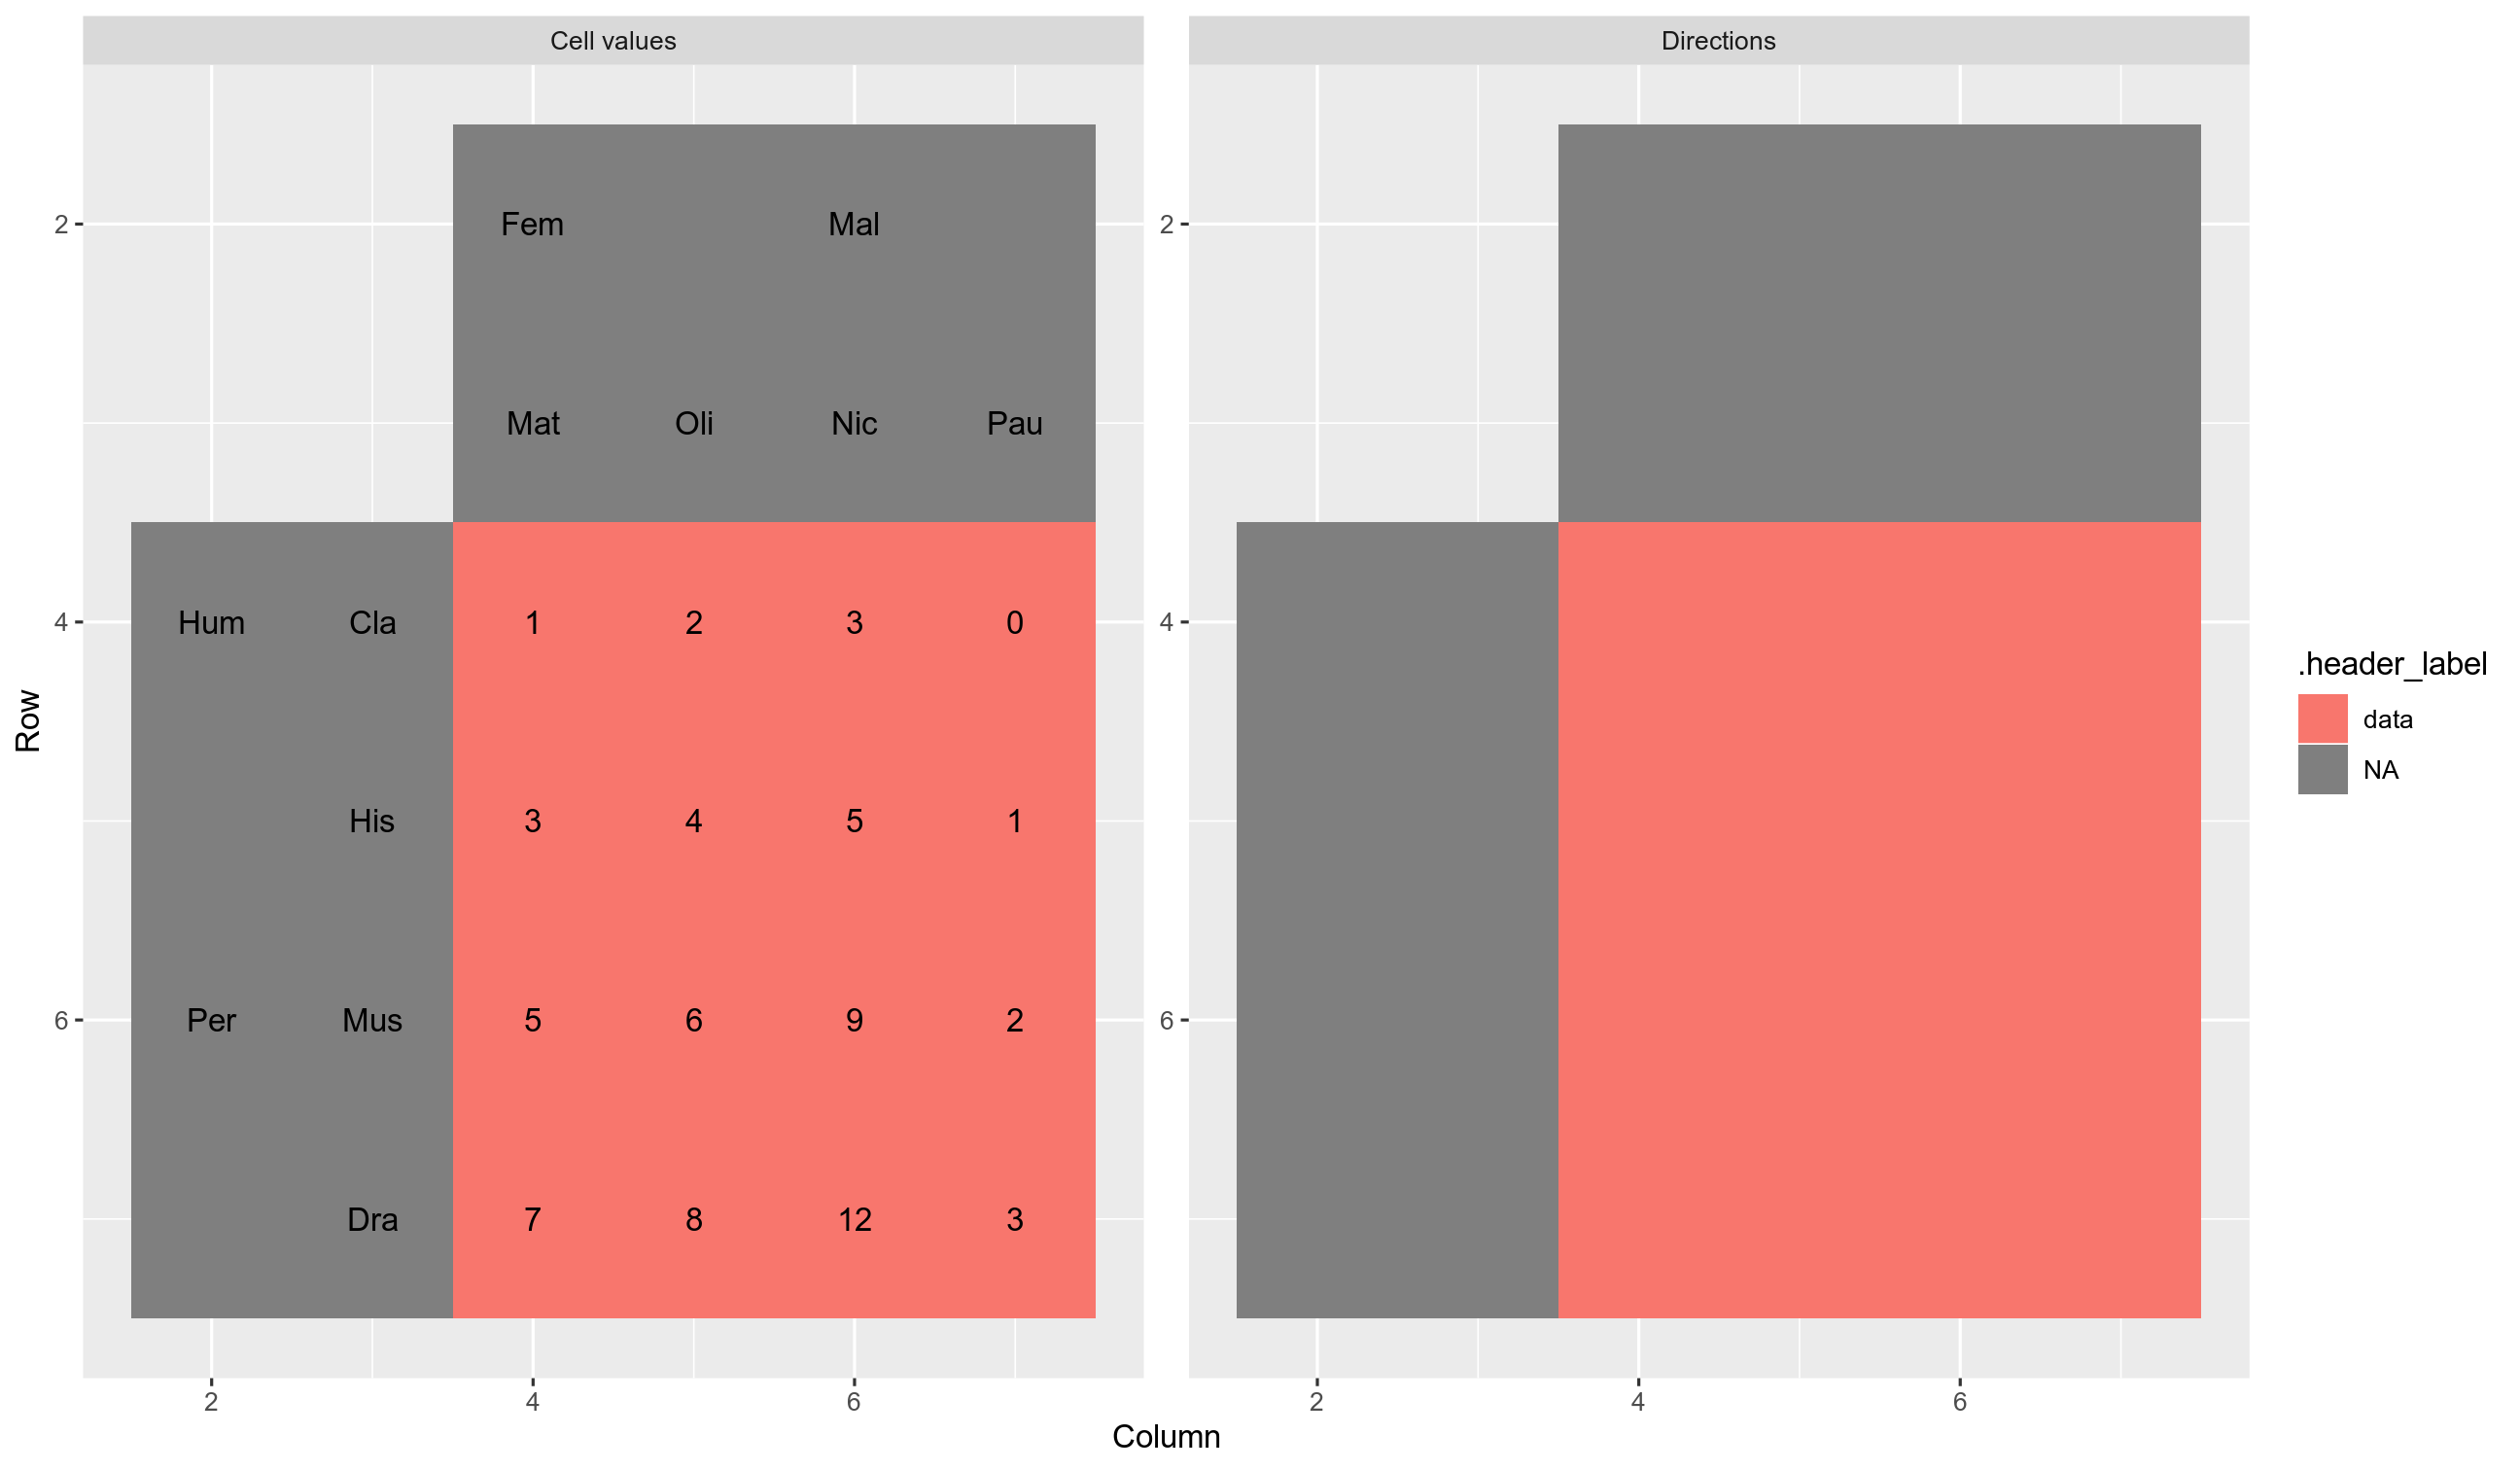 Cell values
Directions
2
Fem Mal
Mat Oli Nic Pau
4
Hum Cla 1 2 3 0
His 3 4 5 1
6
Per Mus 5 6 9 2
Dra 7 8 12 3
2 4 6
2
4
6
2 4 6
Row
Column
.header_label
data
NA